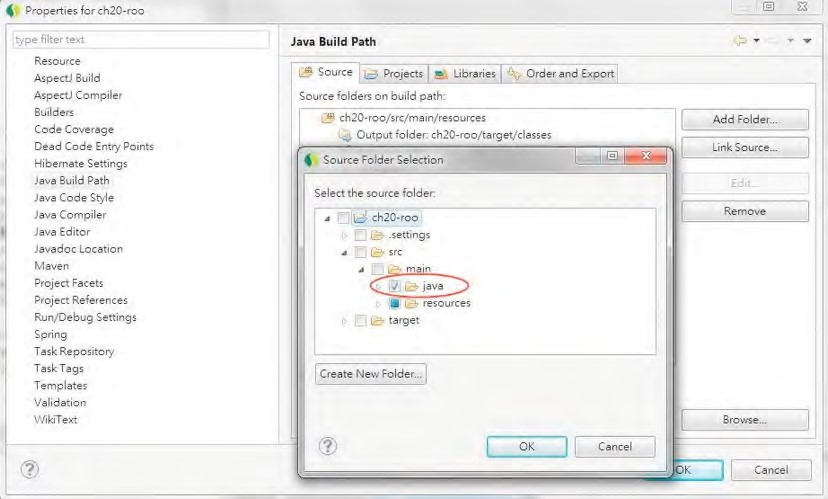 Properties for ch20-roo
type filter text
Resource
AspectJ Build
AspectJ Compiler
Builders
Code Coverage
Dead Code Entry Points
Hibernate Settings
Java Build Path
Java Code Style
Java Compiler
Java Editor
Javadoc Location
Maven
Project Facets
Project References
Run/Debug Settings
Spring
Task Repository
Task Tags
Templates
Validation
WikiText
Java Build Path
Source Projects Libraries Order and Export
Source folders on build path:
ch20-roo/src/main/resources
Output folder: ch20-roo/target/classes
Add Folder...
Link Source...
Edit...
Remove
Browse...
Source Folder Selection
Select the source folder:
ch20-roo
.settings
src
main
java
resources
target
Create New Folder...
OK Cancel
OK Cancel